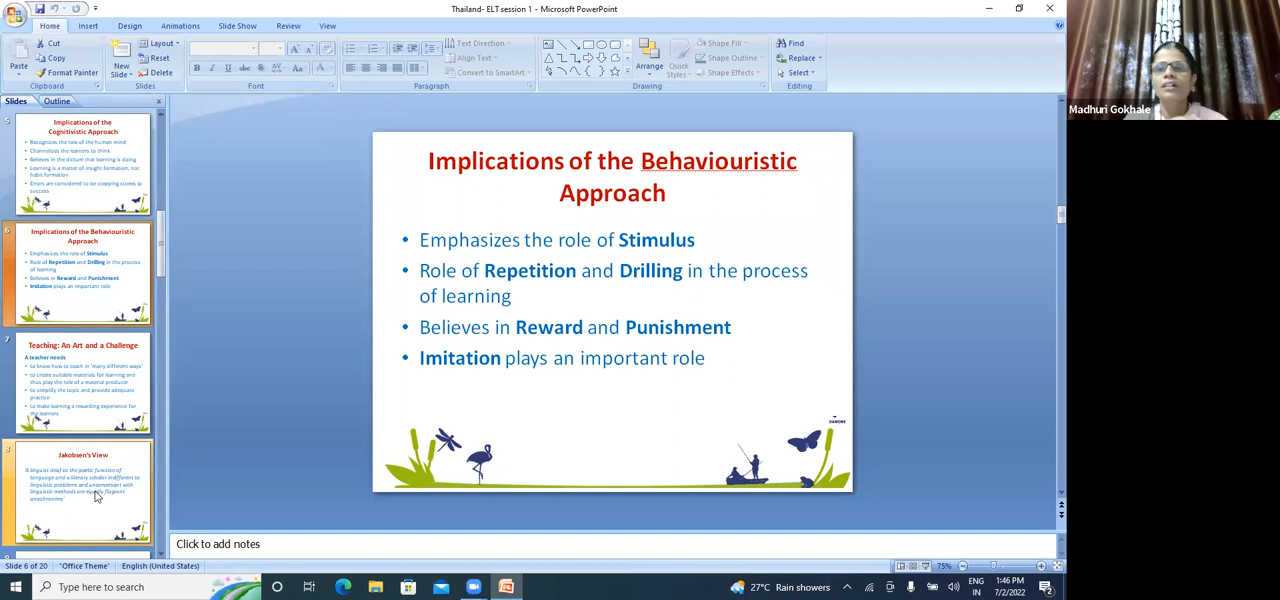 Thailand- ELT session 1 - Microsoft PowerPoint
Home Insert Design Animations Slide Show Review View
Cut
Copy
Format Painter
Paste
Clipboard
New
Slide
Layout
Reset
Delete
Slides
Font
Text Direction
Align Text
Convert to SmartArt
Paragraph
Arrange
Quick
Styles
Shape Fill
Shape Outline
Shape Effects
Drawing
Find
Replace
Select
Editing
Madhuri Gokhale
Slides Outline
5
Implications of the
Cognitivistic Approach
• Recognizes the role of the human mind
• Channelizes the learners to think
• Believes in the dictum that learning is doing
• Learning is a matter of insight formation, not
habit formation
• Errors are considered to be stepping stones to
success
6
Implications of the Behaviouristic
Approach
• Emphasizes the role of Stimulus
• Role of Repetition and Drilling in the process
of learning
• Believes in Reward and Punishment
• Imitation plays an important role
7
Teaching: An Art and a Challenge
A teacher needs
• to know how to teach in 'many different ways'
• to create suitable materials for learning and
thus play the role of a material producer
• to simplify the topic and provide adequate
practice
• to make learning a rewarding experience for
the learners
8
Jakobsen's View
'A linguist deaf to the poetic function of
language and a literary scholar indifferent to
linguistic problems and unconversant with
linguistic methods are equally flagrant
anachronisms'
Implications of the Behaviouristic
Approach
• Emphasizes the role of Stimulus
• Role of Repetition and Drilling in the process
of learning
• Believes in Reward and Punishment
• Imitation plays an important role
DANONE
Click to add notes
Slide 6 of 20 "Office Theme" English (United States)
75%
Type here to search
27°C Rain showers
ENG
IN
1:46 PM
7/2/2022
2